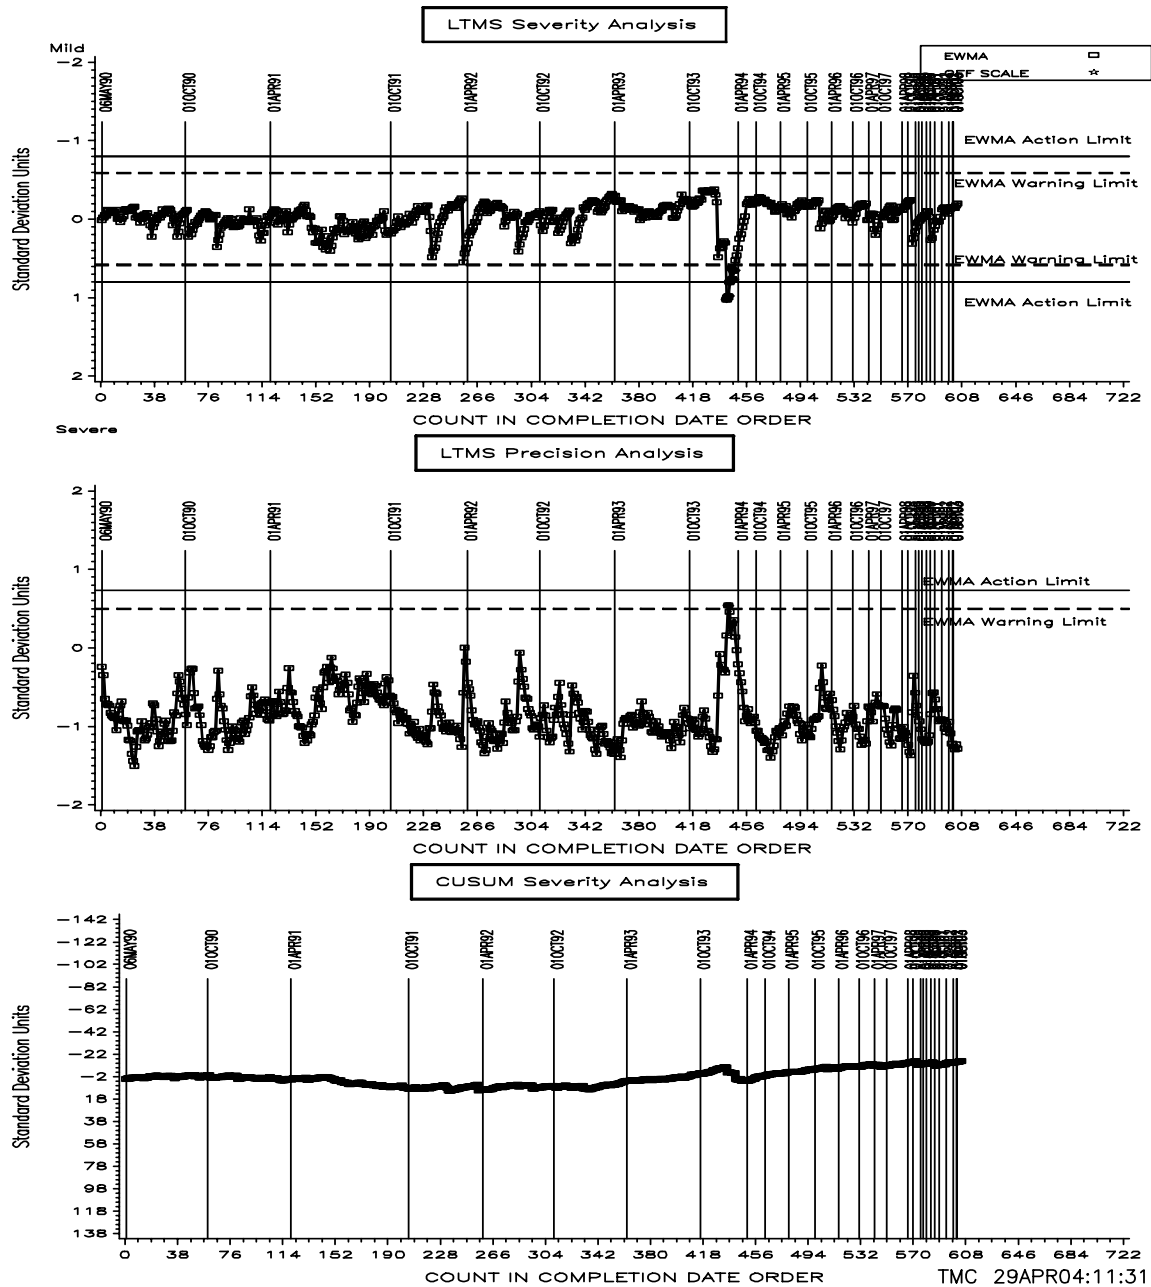 LTMS Severity Analysis
Mild
EWMA
OFF SCALE
-2
-1
0
1
2
Standard Deviation Units
06MAY90 01OCT90 01APR91 01OCT91 01APR92 01OCT92 01APR93 01OCT93 01APR94 01OCT94 01APR95 01OCT95 01APR96 01OCT96 01APR97 01OCT97 01APR98
EWMA Action Limit
EWMA Warning Limit
EWMA Warning Limit
EWMA Action Limit
0 38 76 114 152 190 228 266 304 342 380 418 456 494 532 570 608 646 684 722
COUNT IN COMPLETION DATE ORDER
Severe
LTMS Precision Analysis
2
1
0
-1
-2
Standard Deviation Units
06MAY90 01OCT90 01APR91 01OCT91 01APR92 01OCT92 01APR93 01OCT93 01APR94 01OCT94 01APR95 01OCT95 01APR96 01OCT96 01APR97 01OCT97 01APR98
EWMA Action Limit
EWMA Warning Limit
0 38 76 114 152 190 228 266 304 342 380 418 456 494 532 570 608 646 684 722
COUNT IN COMPLETION DATE ORDER
CUSUM Severity Analysis
-142
-122
-102
-82
-62
-42
-22
-2
18
38
58
78
98
118
138
Standard Deviation Units
06MAY90 01OCT90 01APR91 01OCT91 01APR92 01OCT92 01APR93 01OCT93 01APR94 01OCT94 01APR95 01OCT95 01APR96 01OCT96 01APR97 01OCT97 01APR98
0 38 76 114 152 190 228 266 304 342 380 418 456 494 532 570 608 646 684 722
COUNT IN COMPLETION DATE ORDER
TMC 29APR04:11:31